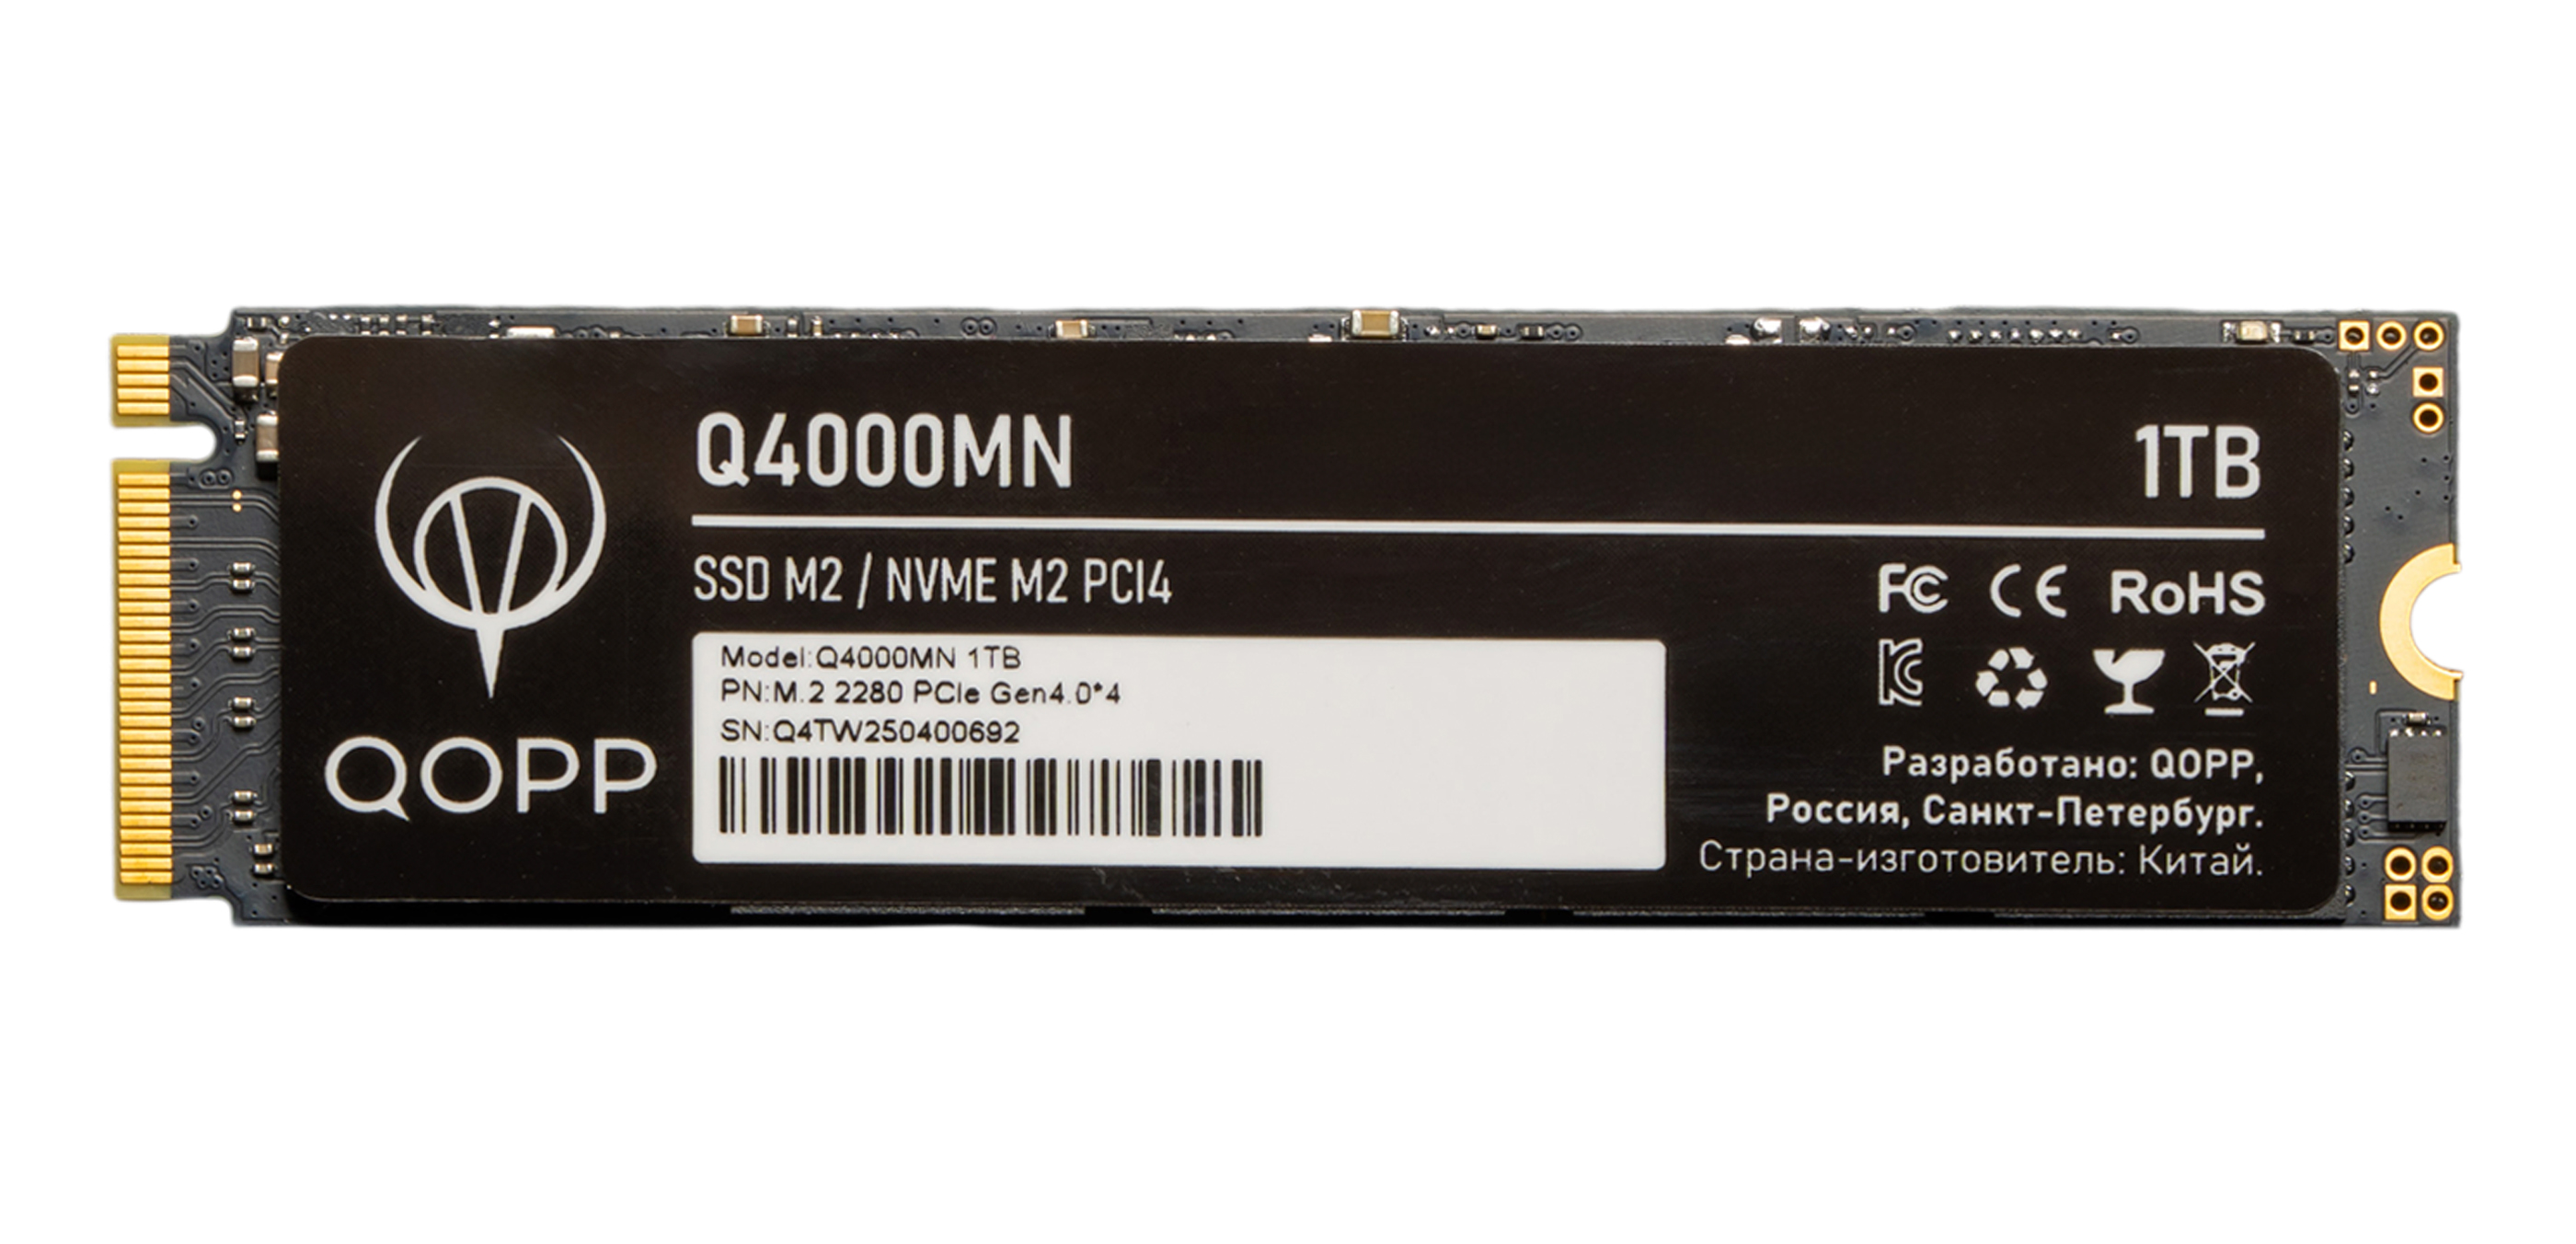 Q4000MN
1TB
SSD M2 / NVME M2 PCI4
FC CE RoHS
Model:Q4000MN 1TB
PN:M.2 2280 PCIe Gen4.0*4
SN:Q4TW250400692
QOPP
Разработано: QOPP,
Россия, Санкт-Петербург.
Страна-изготовитель: Китай.